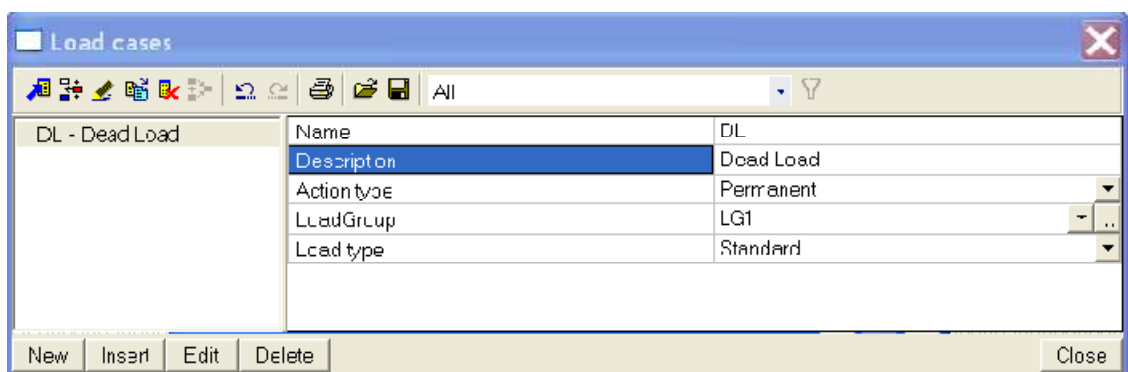 Load cases
All
DL - Dead Load
Name DL
Description Dead Load
Action type Permanent
LoadGroup LG1
Load type Standard
New Insert Edit Delete Close